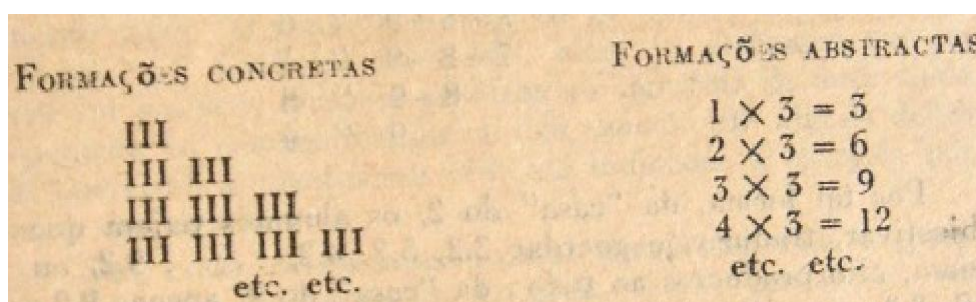 FORMAÇÕES CONCRETAS
III
III III
III III III
III III III III
etc. etc.
FORMAÇÕES ABSTRACTAS
1 × 3 = 3
2 × 3 = 6
3 × 3 = 9
4 × 3 = 12
etc. etc.